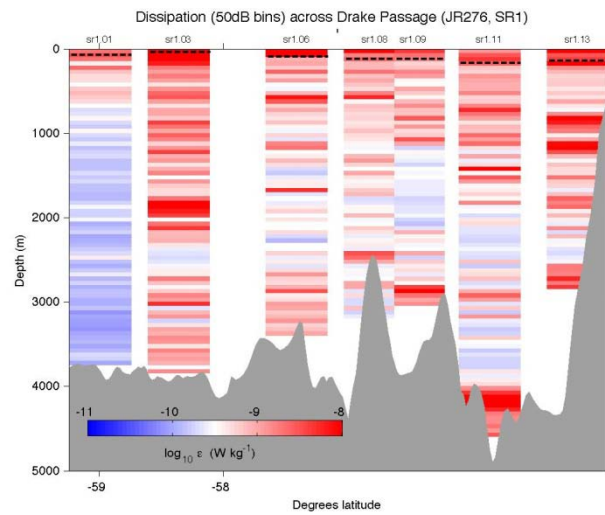 Dissipation (50dB bins) across Drake Passage (JR276, SR1)
sr1.01 sr1.03 sr1.06 sr1.08 sr1.09 sr1.11 sr1.13
0
1000
2000
3000
4000
5000
Depth (m)
-11 -10 -9 -8
log10 ε (W kg-1)
-59 -58
Degrees latitude